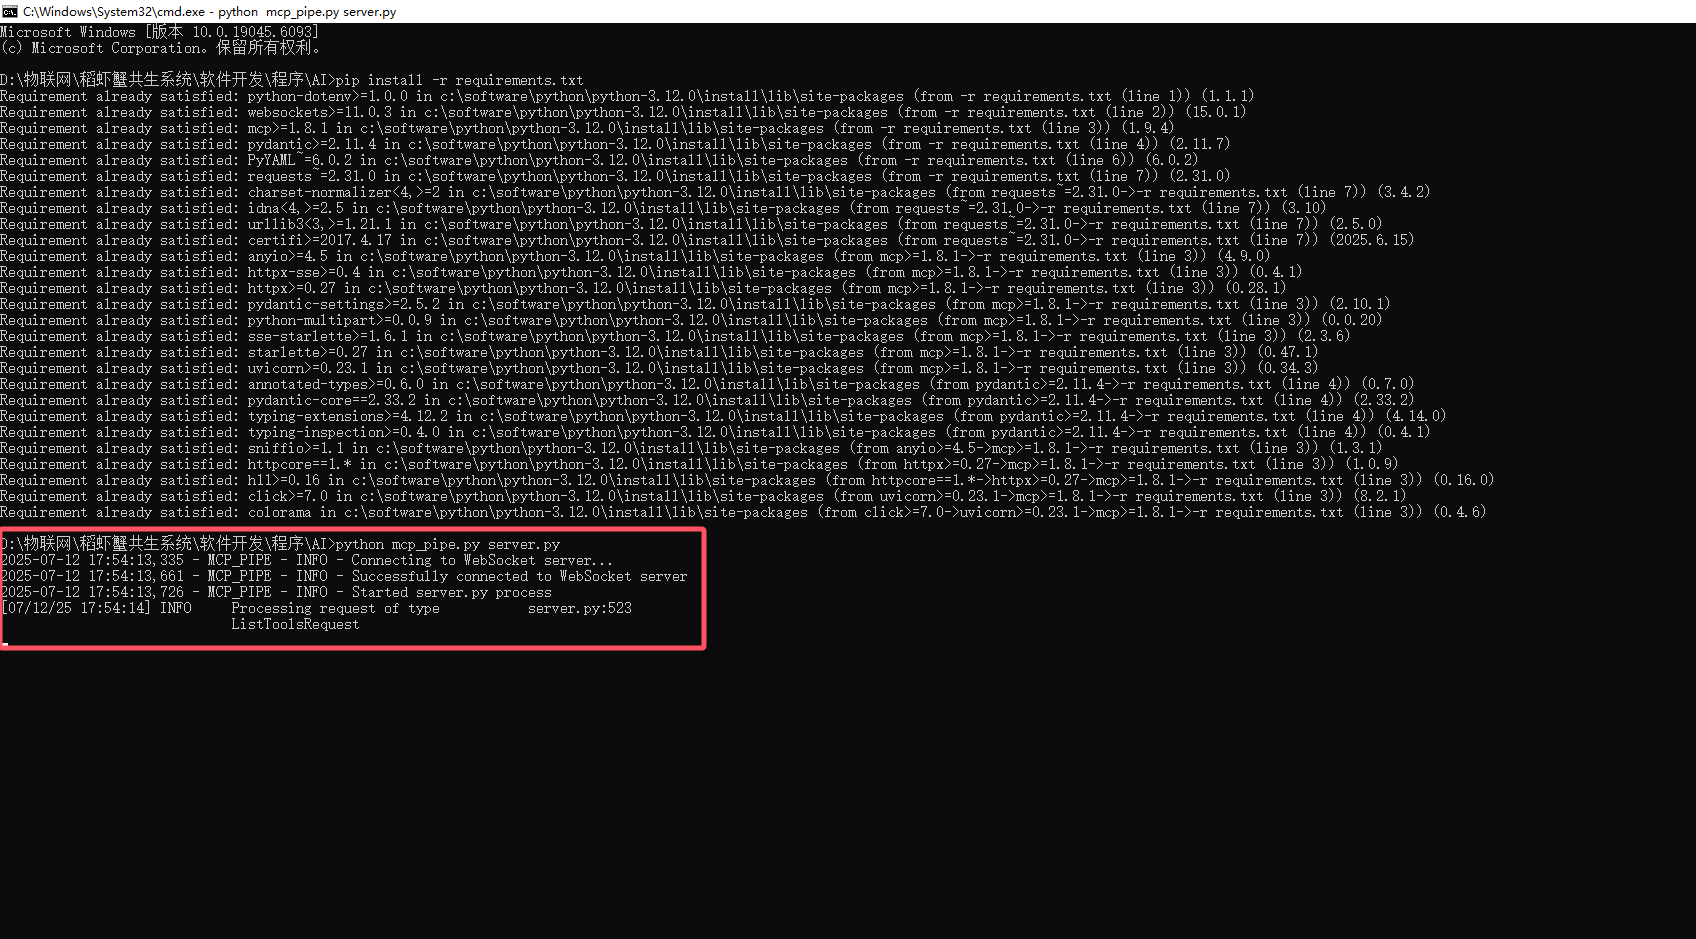 C:\Windows\System32\cmd.exe - python  mcp_pipe.py server.py
Microsoft Windows [版本 10.0.19045.6093]
(c) Microsoft Corporation。保留所有权利。
D:\物联网\稻虾蟹共生系统\软件开发\程序\AI>pip install -r requirements.txt
Requirement already satisfied: python-dotenv>=1.0.0 in c:\software\python\python-3.12.0\install\lib\site-packages (from -r requirements.txt (line 1)) (1.1.1)
Requirement already satisfied: websockets>=11.0.3 in c:\software\python\python-3.12.0\install\lib\site-packages (from -r requirements.txt (line 2)) (15.0.1)
Requirement already satisfied: mcp>=1.8.1 in c:\software\python\python-3.12.0\install\lib\site-packages (from -r requirements.txt (line 3)) (1.9.4)
Requirement already satisfied: pydantic>=2.11.4 in c:\software\python\python-3.12.0\install\lib\site-packages (from -r requirements.txt (line 4)) (2.11.7)
Requirement already satisfied: PyYAML~=6.0.2 in c:\software\python\python-3.12.0\install\lib\site-packages (from -r requirements.txt (line 6)) (6.0.2)
Requirement already satisfied: requests~=2.31.0 in c:\software\python\python-3.12.0\install\lib\site-packages (from -r requirements.txt (line 7)) (2.31.0)
Requirement already satisfied: charset-normalizer<4,>=2 in c:\software\python\python-3.12.0\install\lib\site-packages (from requests~=2.31.0->-r requirements.txt (line 7)) (3.4.2)
Requirement already satisfied: idna<4,>=2.5 in c:\software\python\python-3.12.0\install\lib\site-packages (from requests~=2.31.0->-r requirements.txt (line 7)) (3.10)
Requirement already satisfied: urllib3<3,>=1.21.1 in c:\software\python\python-3.12.0\install\lib\site-packages (from requests~=2.31.0->-r requirements.txt (line 7)) (2.5.0)
Requirement already satisfied: certifi>=2017.4.17 in c:\software\python\python-3.12.0\install\lib\site-packages (from requests~=2.31.0->-r requirements.txt (line 7)) (2025.6.15)
Requirement already satisfied: anyio>=4.5 in c:\software\python\python-3.12.0\install\lib\site-packages (from mcp>=1.8.1->-r requirements.txt (line 3)) (4.9.0)
Requirement already satisfied: httpx-sse>=0.4 in c:\software\python\python-3.12.0\install\lib\site-packages (from mcp>=1.8.1->-r requirements.txt (line 3)) (0.4.1)
Requirement already satisfied: httpx>=0.27 in c:\software\python\python-3.12.0\install\lib\site-packages (from mcp>=1.8.1->-r requirements.txt (line 3)) (0.28.1)
Requirement already satisfied: pydantic-settings>=2.5.2 in c:\software\python\python-3.12.0\install\lib\site-packages (from mcp>=1.8.1->-r requirements.txt (line 3)) (2.10.1)
Requirement already satisfied: python-multipart>=0.0.9 in c:\software\python\python-3.12.0\install\lib\site-packages (from mcp>=1.8.1->-r requirements.txt (line 3)) (0.0.20)
Requirement already satisfied: sse-starlette>=1.6.1 in c:\software\python\python-3.12.0\install\lib\site-packages (from mcp>=1.8.1->-r requirements.txt (line 3)) (2.3.6)
Requirement already satisfied: starlette>=0.27 in c:\software\python\python-3.12.0\install\lib\site-packages (from mcp>=1.8.1->-r requirements.txt (line 3)) (0.47.1)
Requirement already satisfied: uvicorn>=0.23.1 in c:\software\python\python-3.12.0\install\lib\site-packages (from mcp>=1.8.1->-r requirements.txt (line 3)) (0.34.3)
Requirement already satisfied: annotated-types>=0.6.0 in c:\software\python\python-3.12.0\install\lib\site-packages (from pydantic>=2.11.4->-r requirements.txt (line 4)) (0.7.0)
Requirement already satisfied: pydantic-core==2.33.2 in c:\software\python\python-3.12.0\install\lib\site-packages (from pydantic>=2.11.4->-r requirements.txt (line 4)) (2.33.2)
Requirement already satisfied: typing-extensions>=4.12.2 in c:\software\python\python-3.12.0\install\lib\site-packages (from pydantic>=2.11.4->-r requirements.txt (line 4)) (4.14.0)
Requirement already satisfied: typing-inspection>=0.4.0 in c:\software\python\python-3.12.0\install\lib\site-packages (from pydantic>=2.11.4->-r requirements.txt (line 4)) (0.4.1)
Requirement already satisfied: sniffio>=1.1 in c:\software\python\python-3.12.0\install\lib\site-packages (from anyio>=4.5->mcp>=1.8.1->-r requirements.txt (line 3)) (1.3.1)
Requirement already satisfied: httpcore==1.* in c:\software\python\python-3.12.0\install\lib\site-packages (from httpx>=0.27->mcp>=1.8.1->-r requirements.txt (line 3)) (1.0.9)
Requirement already satisfied: h11>=0.16 in c:\software\python\python-3.12.0\install\lib\site-packages (from httpcore==1.*->httpx>=0.27->mcp>=1.8.1->-r requirements.txt (line 3)) (0.16.0)
Requirement already satisfied: click>=7.0 in c:\software\python\python-3.12.0\install\lib\site-packages (from uvicorn>=0.23.1->mcp>=1.8.1->-r requirements.txt (line 3)) (8.2.1)
Requirement already satisfied: colorama in c:\software\python\python-3.12.0\install\lib\site-packages (from click>=7.0->uvicorn>=0.23.1->mcp>=1.8.1->-r requirements.txt (line 3)) (0.4.6)
D:\物联网\稻虾蟹共生系统\软件开发\程序\AI>python mcp_pipe.py server.py
2025-07-12 17:54:13,335 - MCP_PIPE - INFO - Connecting to WebSocket server...
2025-07-12 17:54:13,661 - MCP_PIPE - INFO - Successfully connected to WebSocket server
2025-07-12 17:54:13,726 - MCP_PIPE - INFO - Started server.py process
[07/12/25 17:54:14] INFO     Processing request of type           server.py:523
ListToolsRequest